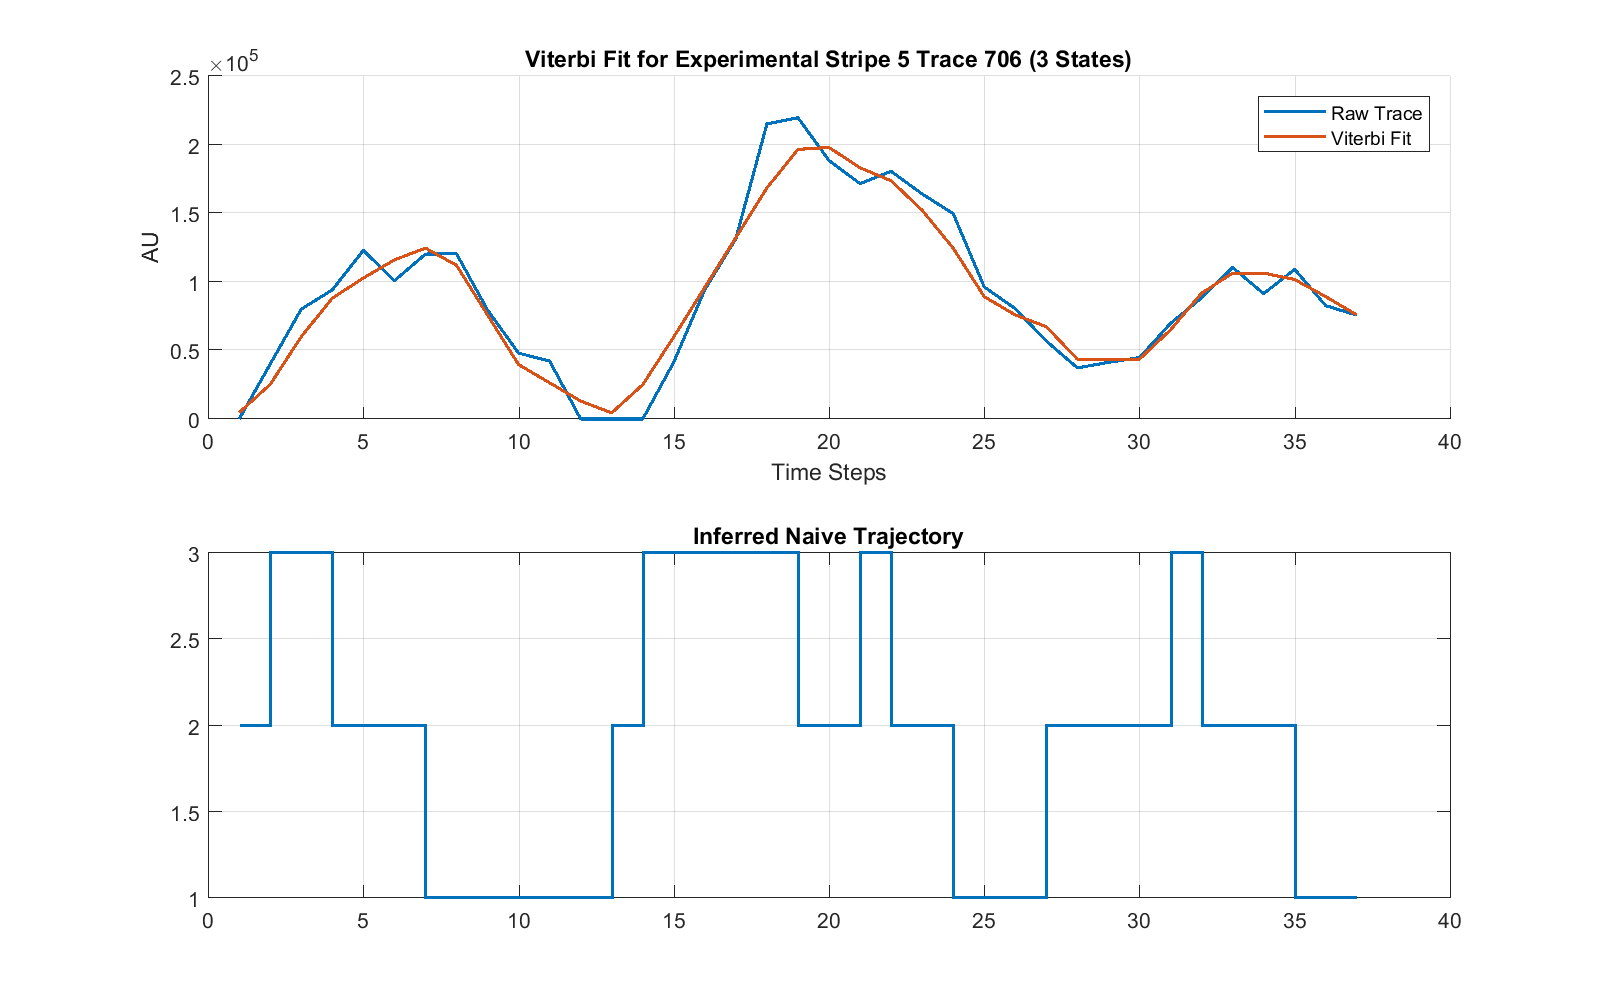 Viterbi Fit for Experimental Stripe 5 Trace 706 (3 States)
×10^5
2.5
2
1.5
1
0.5
0
AU
Raw Trace
Viterbi Fit
0 5 10 15 20 25 30 35 40
Time Steps
Inferred Naive Trajectory
3
2.5
2
1.5
1
0 5 10 15 20 25 30 35 40